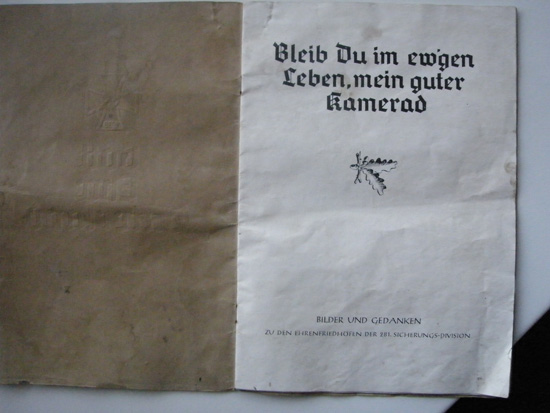 Bleib Du im ew'gen
Leben, mein guter
Kamerad
BILDER UND GEDANKEN
ZU DEN EHRENFRIEDHÖFEN DER 281. SICHERUNGS-DIVISION